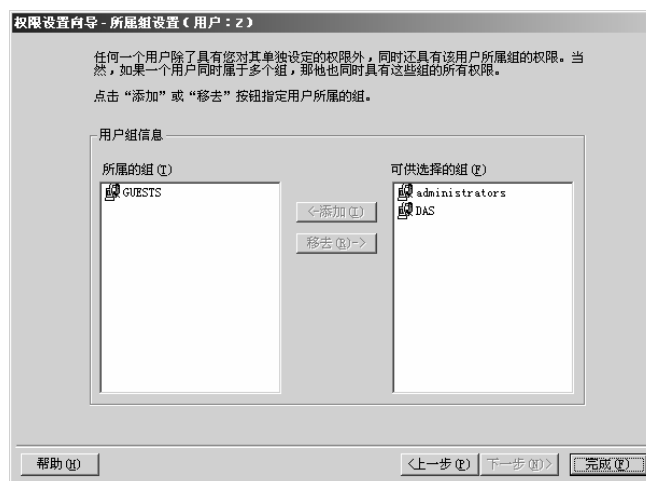 权限设置向导 - 所属组设置(用户:Z)
任何一个用户除了具有您对其单独设定的权限外,同时还具有该用户所属组的权限。当
然,如果一个用户同时属于多个组,那他也同时具有这些组的所有权限。
点击“添加”或“移去”按钮指定用户所属的组。
用户组信息
所属的组(T)
可供选择的组(F)
GUESTS
administrators
DAS
<-添加(I)
移去(R)->
帮助(H)
<上一步(P)
下一步(N)>
完成(F)